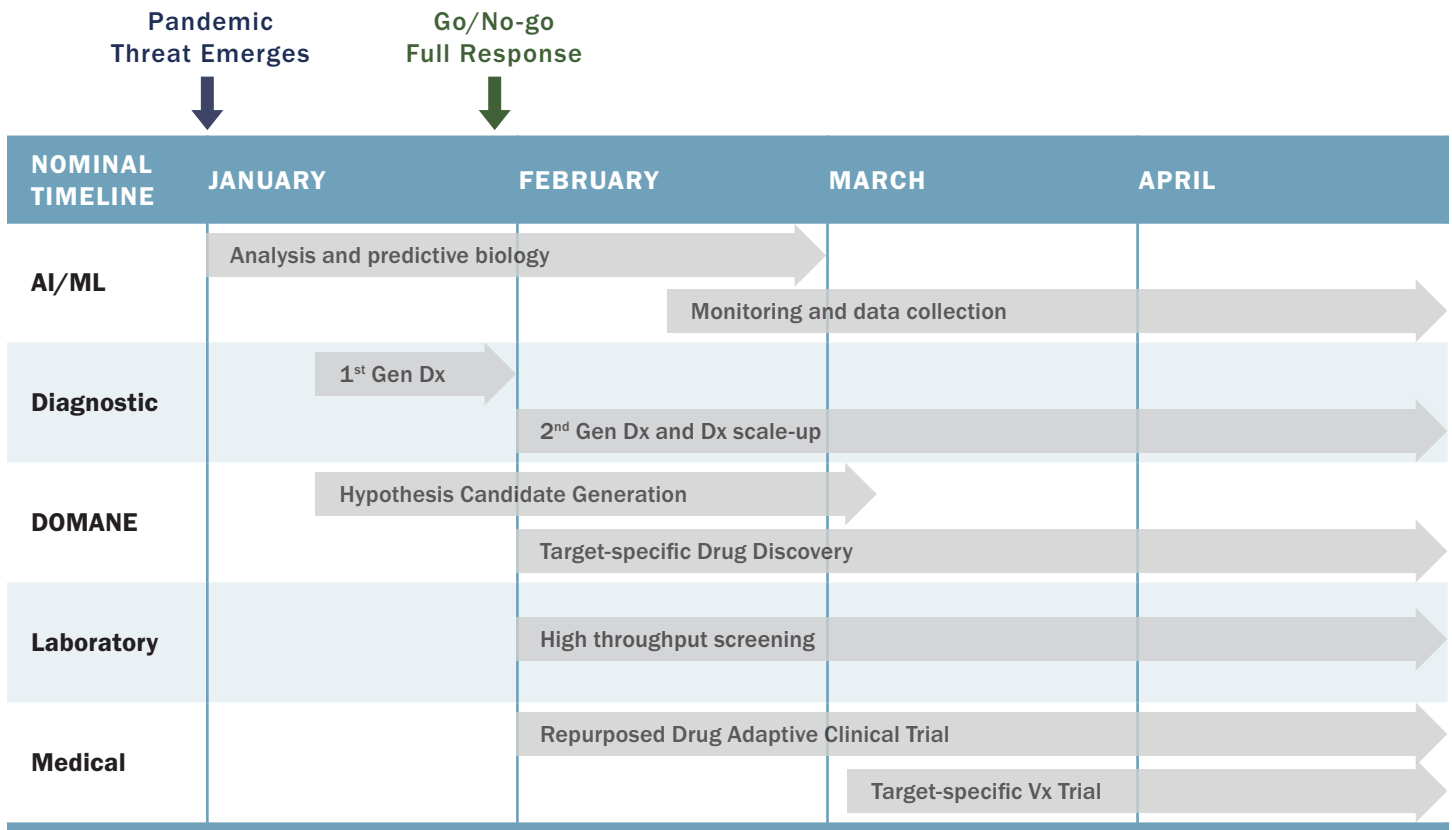 Pandemic
Threat Emerges
Go/No-go
Full Response
NOMINAL
TIMELINE
JANUARY
FEBRUARY
MARCH
APRIL
AI/ML
Analysis and predictive biology
Monitoring and data collection
Diagnostic
1st Gen Dx
2nd Gen Dx and Dx scale-up
DOMANE
Hypothesis Candidate Generation
Target-specific Drug Discovery
Laboratory
High throughput screening
Medical
Repurposed Drug Adaptive Clinical Trial
Target-specific Vx Trial